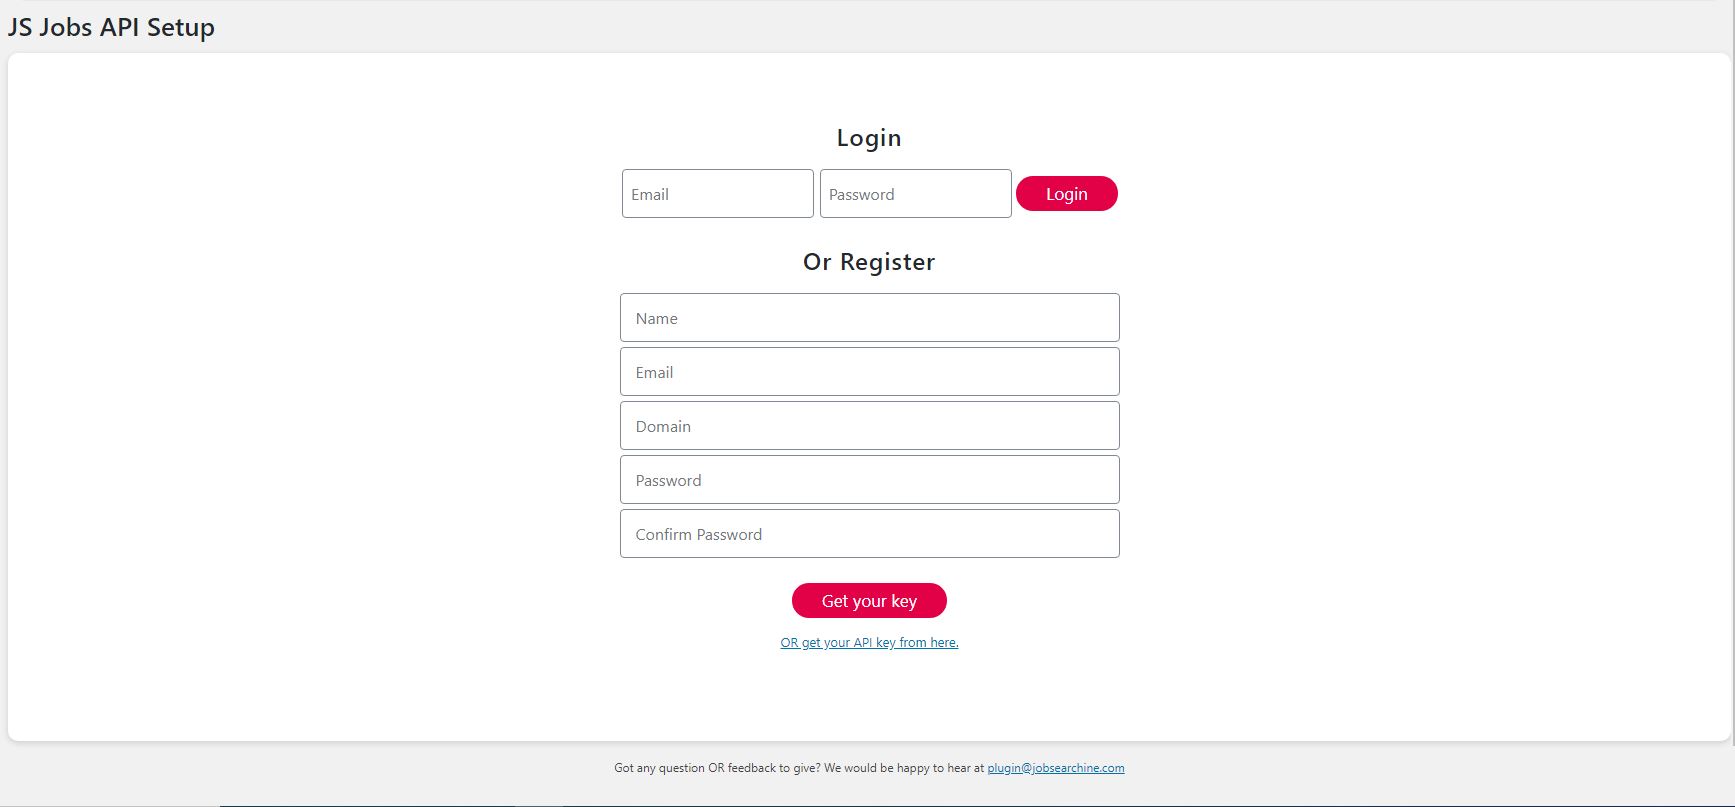 JS Jobs API Setup
Login
Email Password Login
Or Register
Name
Email
Domain
Password
Confirm Password
Get your key
OR get your API key from here.
Got any question OR feedback to give? We would be happy to hear at plugin@jobsearchine.com